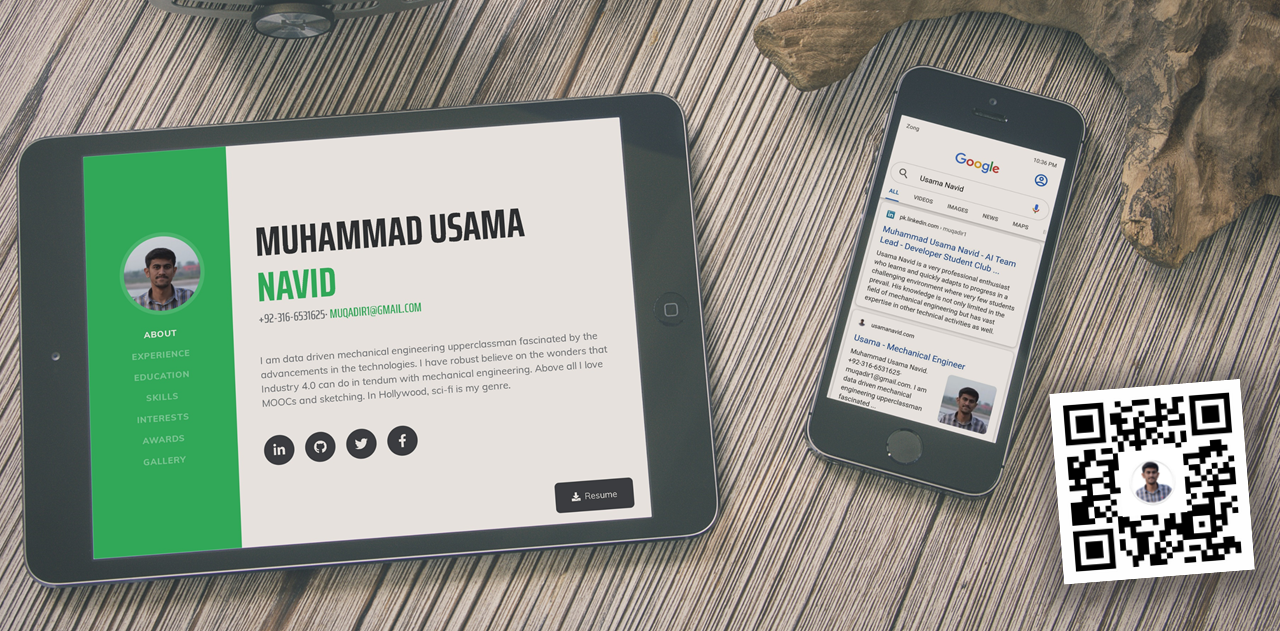 MUHAMMAD USAMA
NAVID
+92-316-6531625· MUQADIR1@GMAIL.COM
I am data driven mechanical engineering upperclassman fascinated by the
advancements in the technologies. I have robust believe on the wonders that
Industry 4.0 can do in tendum with mechanical engineering. Above all I love
MOOCs and sketching. In Hollywood, sci-fi is my genre.
Resume
ABOUT
EXPERIENCE
EDUCATION
SKILLS
INTERESTS
AWARDS
GALLERY
Zong
10:36 PM
Google
Usama Navid
ALL VIDEOS IMAGES NEWS MAPS
pk.linkedin.com › muqadir1
Muhammad Usama Navid - AI Team
Lead - Developer Student Club ...
Usama Navid is a very professional enthusiast
who learns and quickly adapts to progress in a
challenging environment where very few students
prevail. His knowledge is not only limited in the
field of mechanical engineering but has vast
expertise in other technical activities as well.
usamanavid.com
Usama - Mechanical Engineer
Muhammad Usama Navid.
+92-316-6531625·
muqadir1@gmail.com. I am
data driven mechanical
engineering upperclassman
fascinated ...